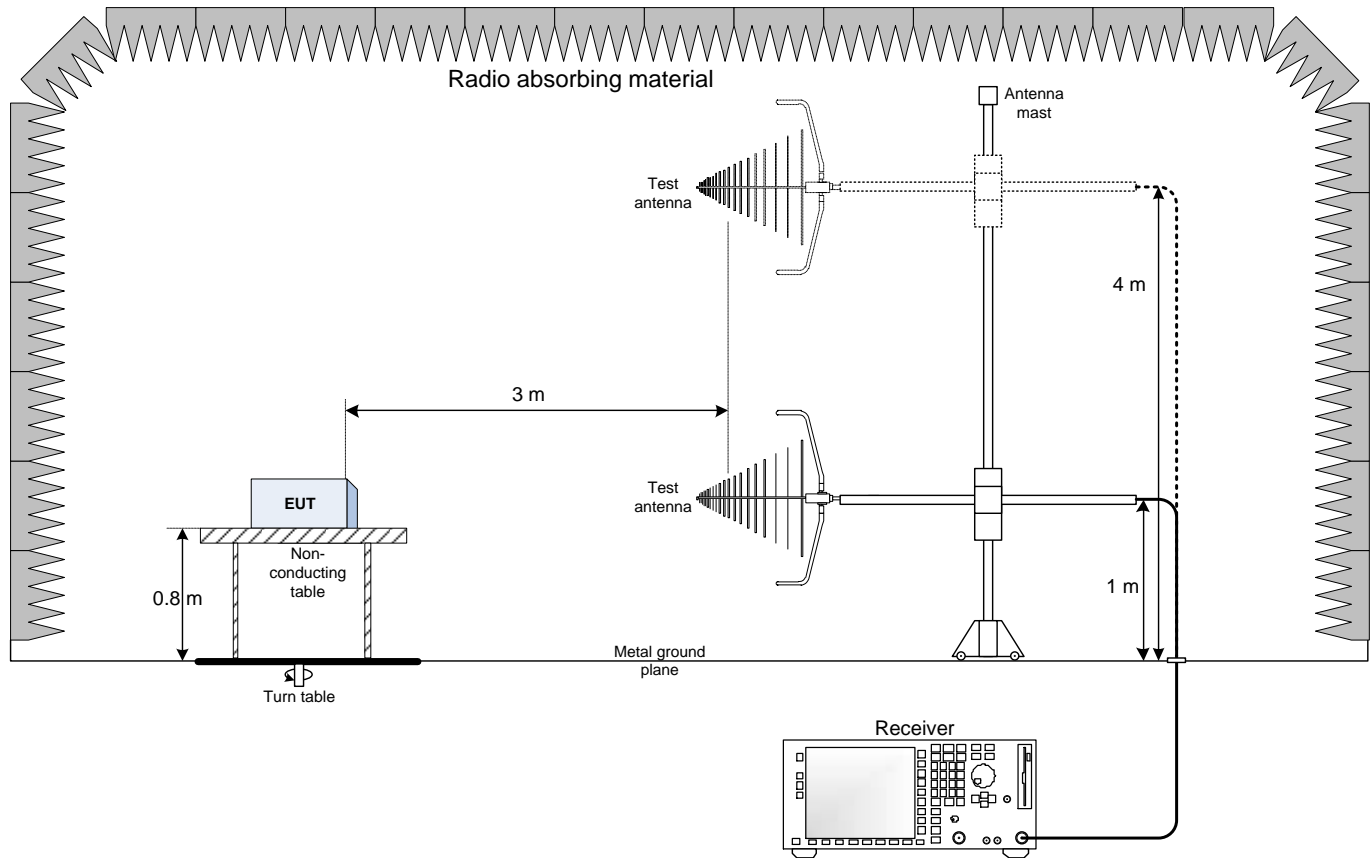 Radio absorbing material
Antenna
mast
Test
antenna
4 m
3 m
Test
antenna
EUT
Non-
conducting
table
0.8 m
1 m
Metal ground
plane
Turn table
Receiver